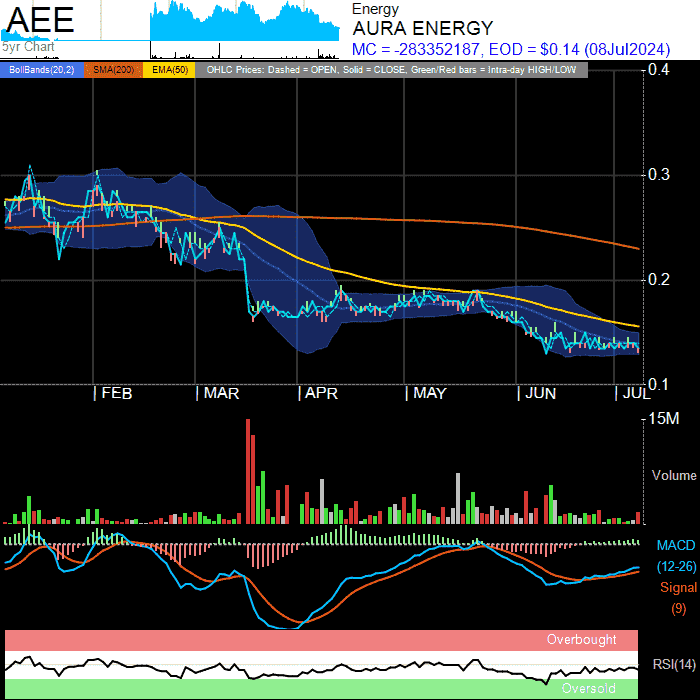 AEE
5yr Chart
Energy
AURA ENERGY
MC = -283352187, EOD = $0.14 (08Jul2024)
BollBands(20,2) SMA(200) EMA(50) OHLC Prices: Dashed = OPEN, Solid = CLOSE, Green/Red bars = Intra-day HIGH/LOW
0.4
0.3
0.2
0.1
| FEB | MAR | APR | MAY | JUN | JUL
15M
Volume
MACD
(12-26)
Signal
(9)
Overbought
RSI(14)
Oversold